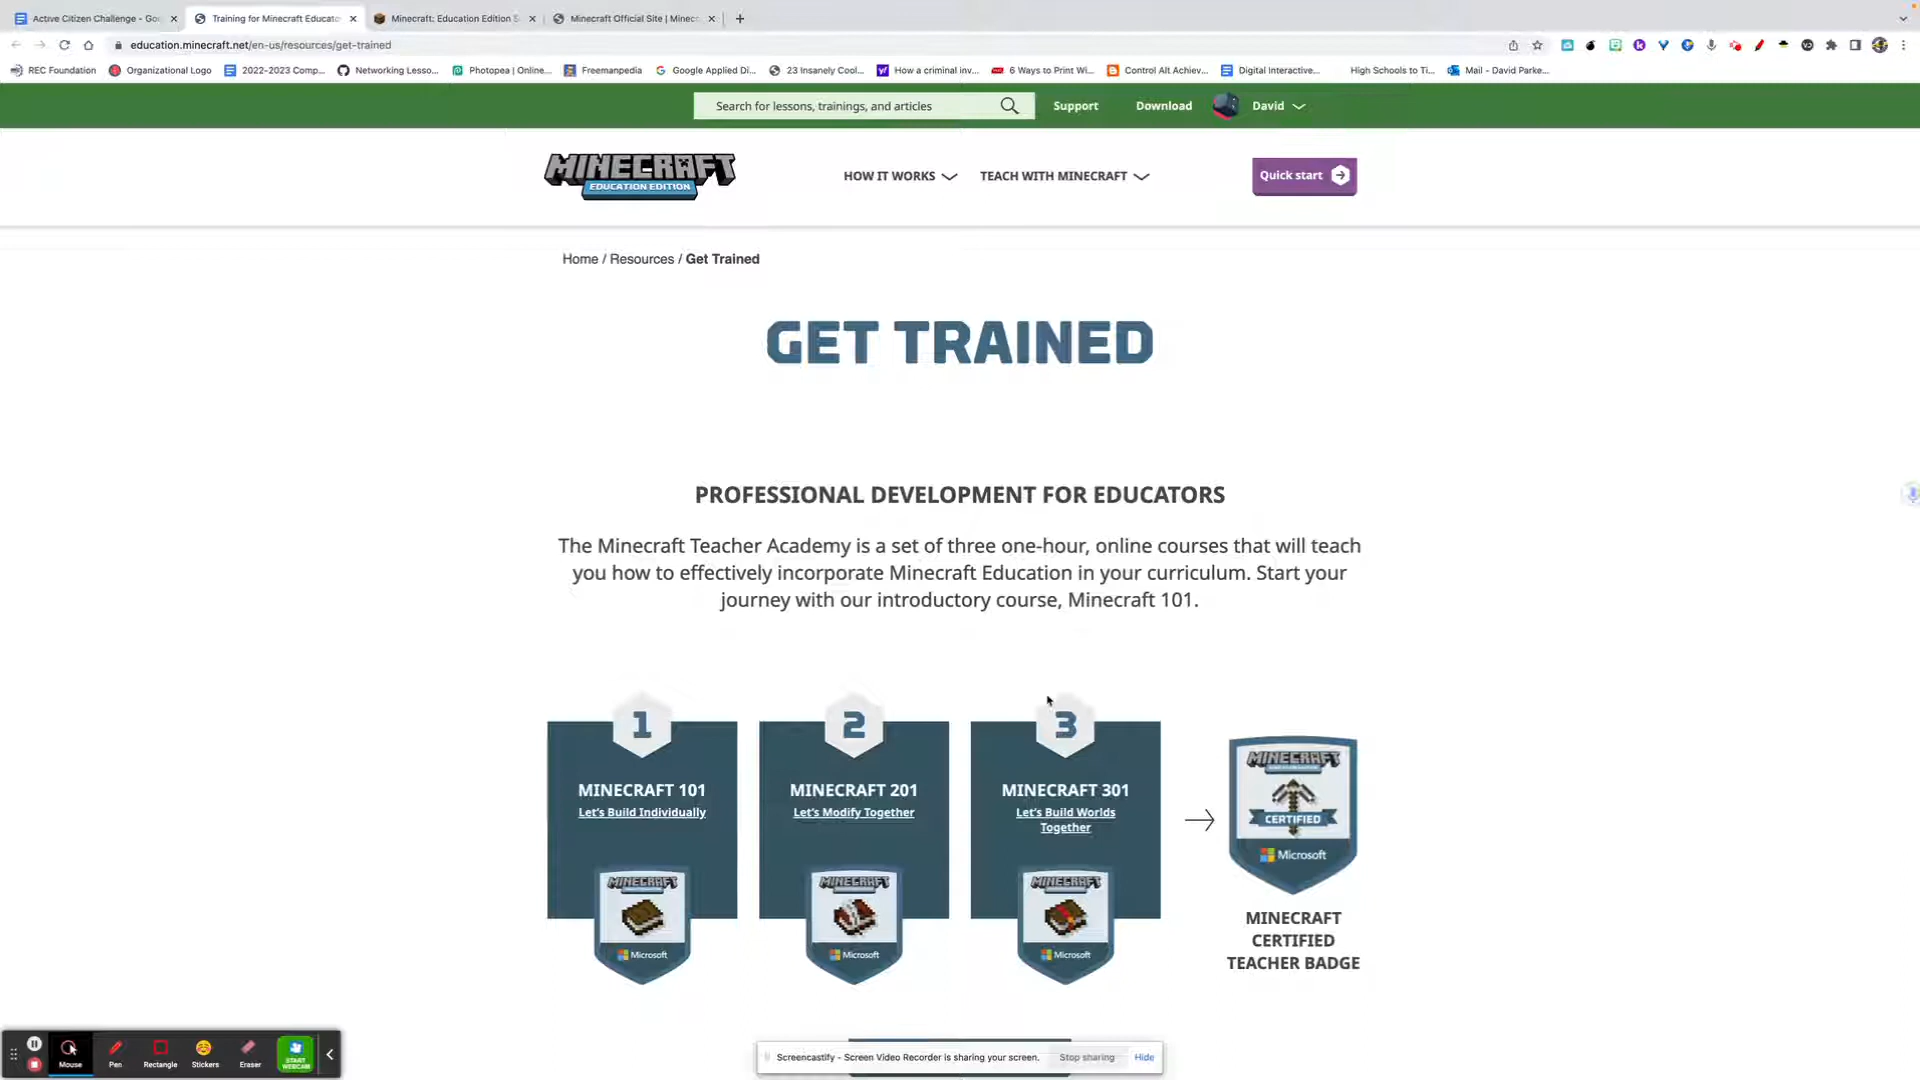 Active Citizen Challenge - Go
Training for Minecraft Educato
Minecraft: Education Edition S
Minecraft Official Site | Minec
education.minecraft.net/en-us/resources/get-trained
REC Foundation
Organizational Logo
2022-2023 Comp...
Networking Lesso...
Photopea | Online...
Freemanpedia
Google Applied Di...
23 Insanely Cool...
How a criminal inv...
6 Ways to Print Wi...
Control Alt Achiev...
Digital Interactive...
High Schools to Ti...
Mail - David Parke...
Search for lessons, trainings, and articles
Support
Download
David
MINECRAFT
EDUCATION EDITION
HOW IT WORKS
TEACH WITH MINECRAFT
Quick start
Home / Resources / Get Trained
GET TRAINED
PROFESSIONAL DEVELOPMENT FOR EDUCATORS
The Minecraft Teacher Academy is a set of three one-hour, online courses that will teach
you how to effectively incorporate Minecraft Education in your curriculum. Start your
journey with our introductory course, Minecraft 101.
1
MINECRAFT 101
Let's Build Individually
MINECRAFT
Microsoft
2
MINECRAFT 201
Let's Modify Together
MINECRAFT
Microsoft
3
MINECRAFT 301
Let's Build Worlds
Together
MINECRAFT
Microsoft
MINECRAFT
CERTIFIED
Microsoft
MINECRAFT
CERTIFIED
TEACHER BADGE
Mouse
Pen
Rectangle
Stickers
Eraser
START
WEBCAM
Screencastify - Screen Video Recorder is sharing your screen.
Stop sharing
Hide